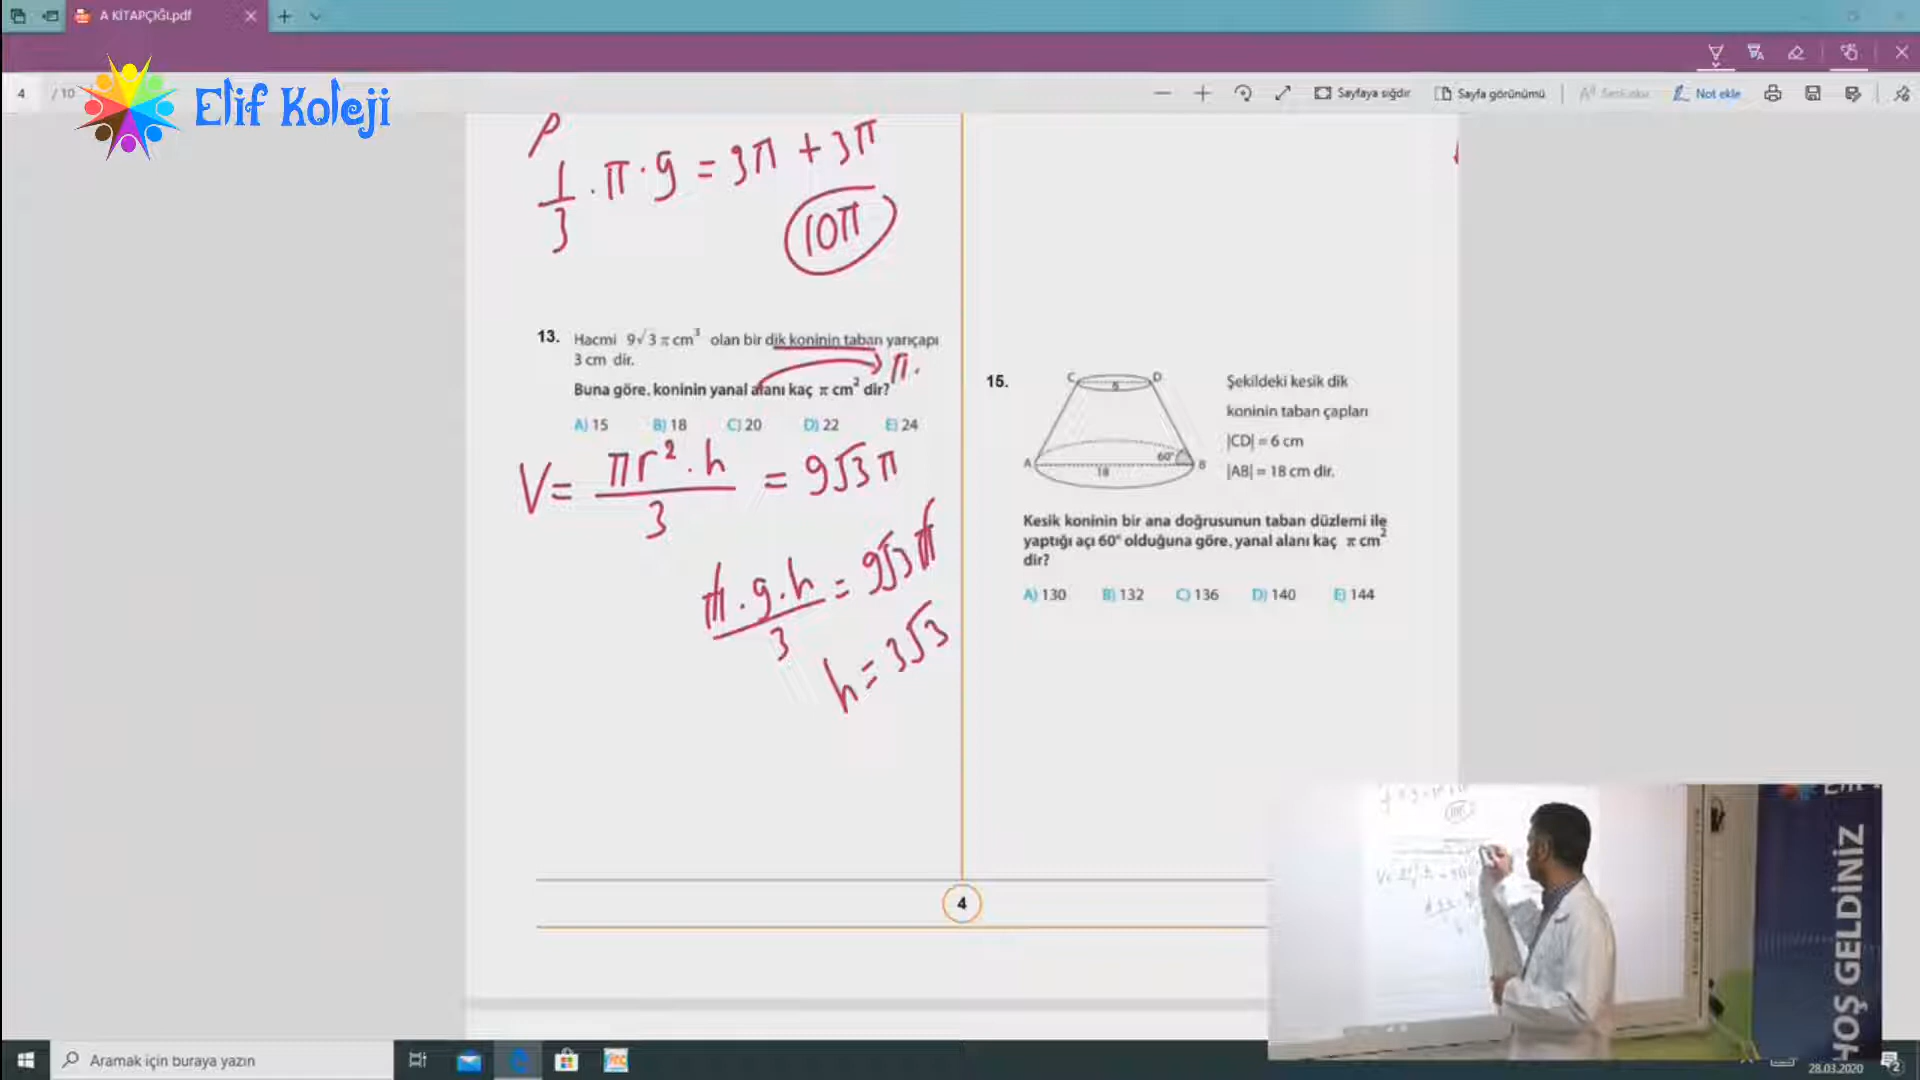 A KİTAPÇIĞI.pdf
4 / 10
Elif Koleji
Sayfaya sığdır
Sayfa görünümü
Not ekle
1/3 · π · 9 = 3π + 3π
10π
13. Hacmi 9√3 π cm³ olan bir dik koninin taban yarıçapı
3 cm dir.
Buna göre, koninin yanal alanı kaç π cm² dir?
π.
A) 15 B) 18 C) 20 D) 22 E) 24
V = πr² · h / 3 = 9√3 π
π · 9 · h / 3 = 9√3 π
h = 3√3
15.
C D
6
A 18 60° B
Şekildeki kesik dik
koninin taban çapları
|CD| = 6 cm
|AB| = 18 cm dir.
Kesik koninin bir ana doğrusunun taban düzlemi ile
yaptığı açı 60° olduğuna göre, yanal alanı kaç π cm²
dir?
A) 130 B) 132 C) 136 D) 140 E) 144
4
HOŞ GELDİNİZ
Aramak için buraya yazın
28.03.2020
2